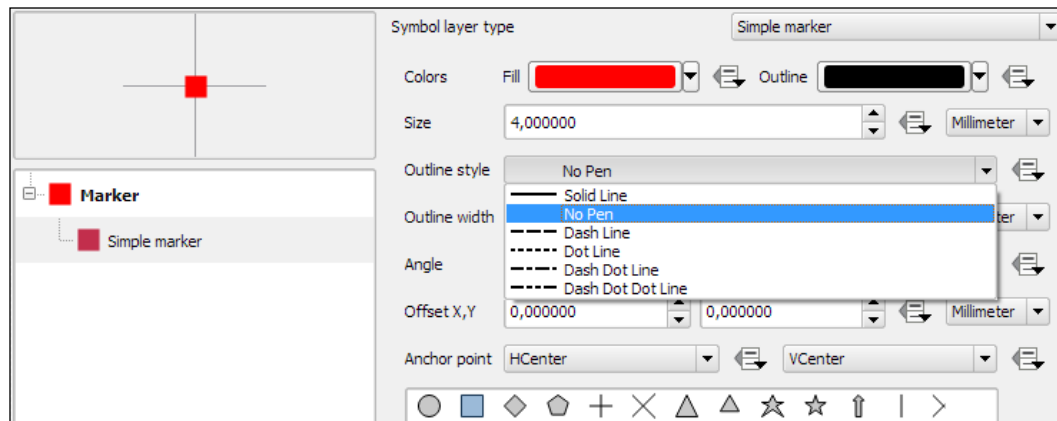 Symbol layer type Simple marker
Colors Fill Outline
Size 4,000000 Millimeter
Outline style No Pen
Solid Line
No Pen
Dash Line
Dot Line
Dash Dot Line
Dash Dot Dot Line
Marker
Simple marker
Outline width ter
Angle
Offset X,Y 0,000000 0,000000 Millimeter
Anchor point HCenter VCenter